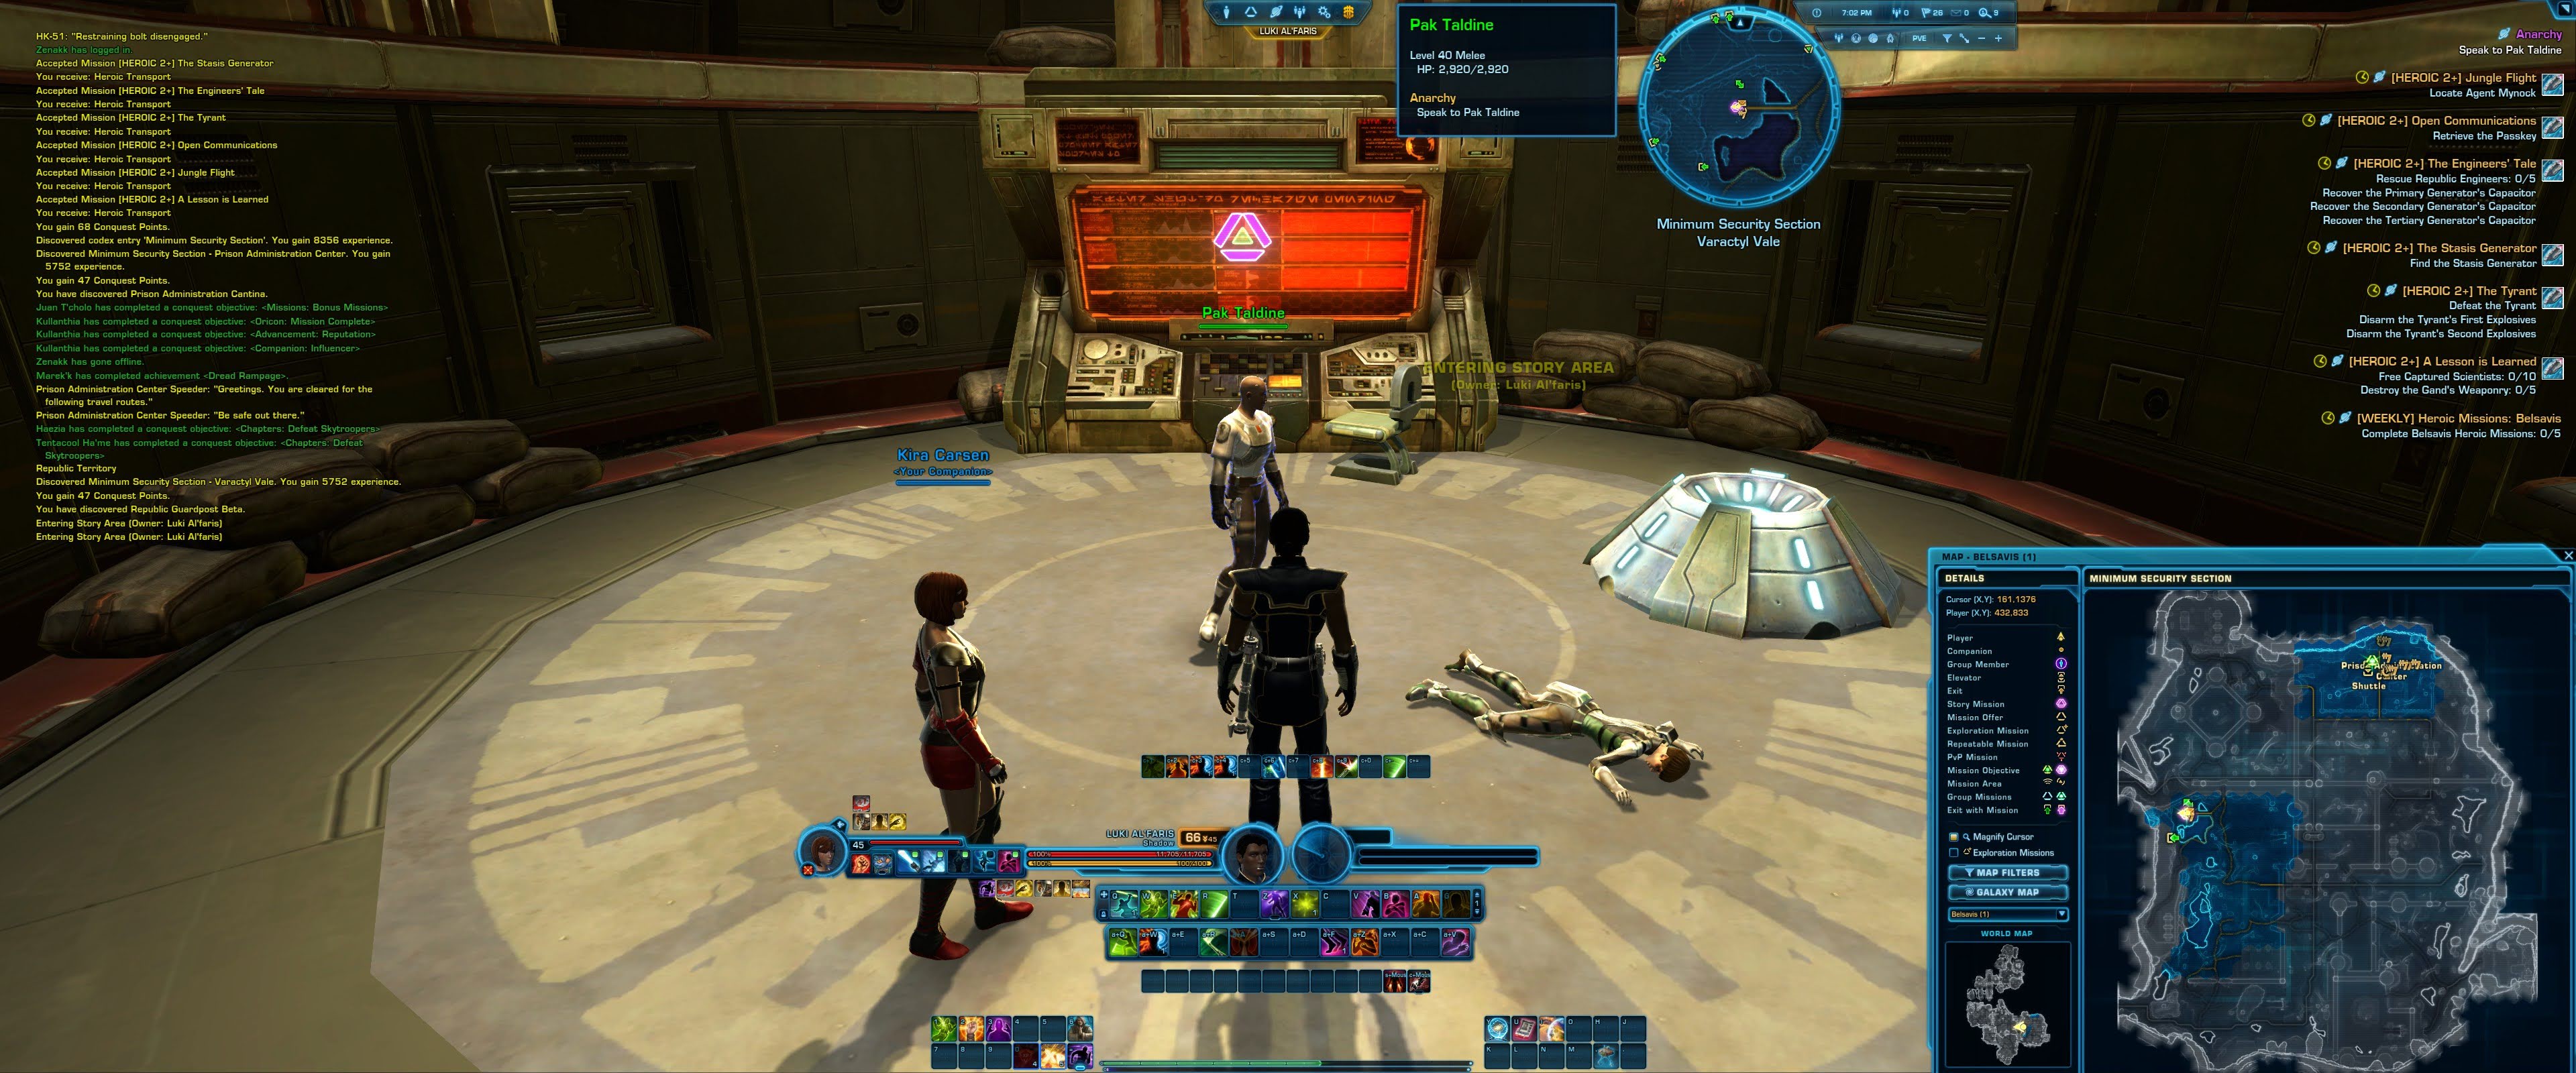 HK-51: "Restraining bolt disengaged."
Zenakk has logged in.
Accepted Mission [HEROIC 2+] The Stasis Generator
You receive: Heroic Transport
Accepted Mission [HEROIC 2+] The Engineers' Tale
You receive: Heroic Transport
Accepted Mission [HEROIC 2+] The Tyrant
You receive: Heroic Transport
Accepted Mission [HEROIC 2+] Open Communications
You receive: Heroic Transport
Accepted Mission [HEROIC 2+] Jungle Flight
You receive: Heroic Transport
Accepted Mission [HEROIC 2+] A Lesson is Learned
You receive: Heroic Transport
You gain 68 Conquest Points.
Discovered codex entry 'Minimum Security Section'. You gain 8356 experience.
Discovered Minimum Security Section - Prison Administration Center. You gain
5752 experience.
You gain 47 Conquest Points.
You have discovered Prison Administration Cantina.
Juan T'cholo has completed a conquest objective: <Missions: Bonus Missions>
Kullanthia has completed a conquest objective: <Oricon: Mission Complete>
Kullanthia has completed a conquest objective: <Advancement: Reputation>
Kullanthia has completed a conquest objective: <Companion: Influencer>
Zenakk has gone offline.
Marek'k has completed achievement <Dread Rampage>.
Prison Administration Center Speeder: "Greetings. You are cleared for the
following travel routes."
Prison Administration Center Speeder: "Be safe out there."
Haezia has completed a conquest objective: <Chapters: Defeat Skytroopers>
Tentacool Ha'me has completed a conquest objective: <Chapters: Defeat
Skytroopers>
Republic Territory
Discovered Minimum Security Section - Varactyl Vale. You gain 5752 experience.
You gain 47 Conquest Points.
You have discovered Republic Guardpost Beta.
Entering Story Area (Owner: Luki Al'faris)
Entering Story Area (Owner: Luki Al'faris)
LUKI AL'FARIS
Pak Taldine
Level 40 Melee
HP: 2,920/2,920
Anarchy
Speak to Pak Taldine
7:02 PM
0
26
0
9
PVE
Minimum Security Section
Varactyl Vale
Anarchy
Speak to Pak Taldine
[HEROIC 2+] Jungle Flight
Locate Agent Mynock
[HEROIC 2+] Open Communications
Retrieve the Passkey
[HEROIC 2+] The Engineers' Tale
Rescue Republic Engineers: 0/5
Recover the Primary Generator's Capacitor
Recover the Secondary Generator's Capacitor
Recover the Tertiary Generator's Capacitor
[HEROIC 2+] The Stasis Generator
Find the Stasis Generator
[HEROIC 2+] The Tyrant
Defeat the Tyrant
Disarm the Tyrant's First Explosives
Disarm the Tyrant's Second Explosives
[HEROIC 2+] A Lesson is Learned
Free Captured Scientists: 0/10
Destroy the Gand's Weaponry: 0/5
[WEEKLY] Heroic Missions: Belsavis
Complete Belsavis Heroic Missions: 0/5
Pak Taldine
ENTERING STORY AREA
(Owner: Luki Al'faris)
Kira Carsen
<Your Companion>
45
LUKI AL'FARIS
Shadow
66
45
100%
11,705/11,705
100%
100/100
MAP - BELSAVIS (1)
DETAILS
Cursor (X,Y): 161,1376
Player (X,Y): 432,833
Player
Companion
Group Member
Elevator
Exit
Story Mission
Mission Offer
Exploration Mission
Repeatable Mission
PvP Mission
Mission Objective
Mission Area
Group Missions
Exit with Mission
Magnify Cursor
Exploration Missions
MAP FILTERS
GALAXY MAP
Belsavis (1)
WORLD MAP
MINIMUM SECURITY SECTION
Shuttle